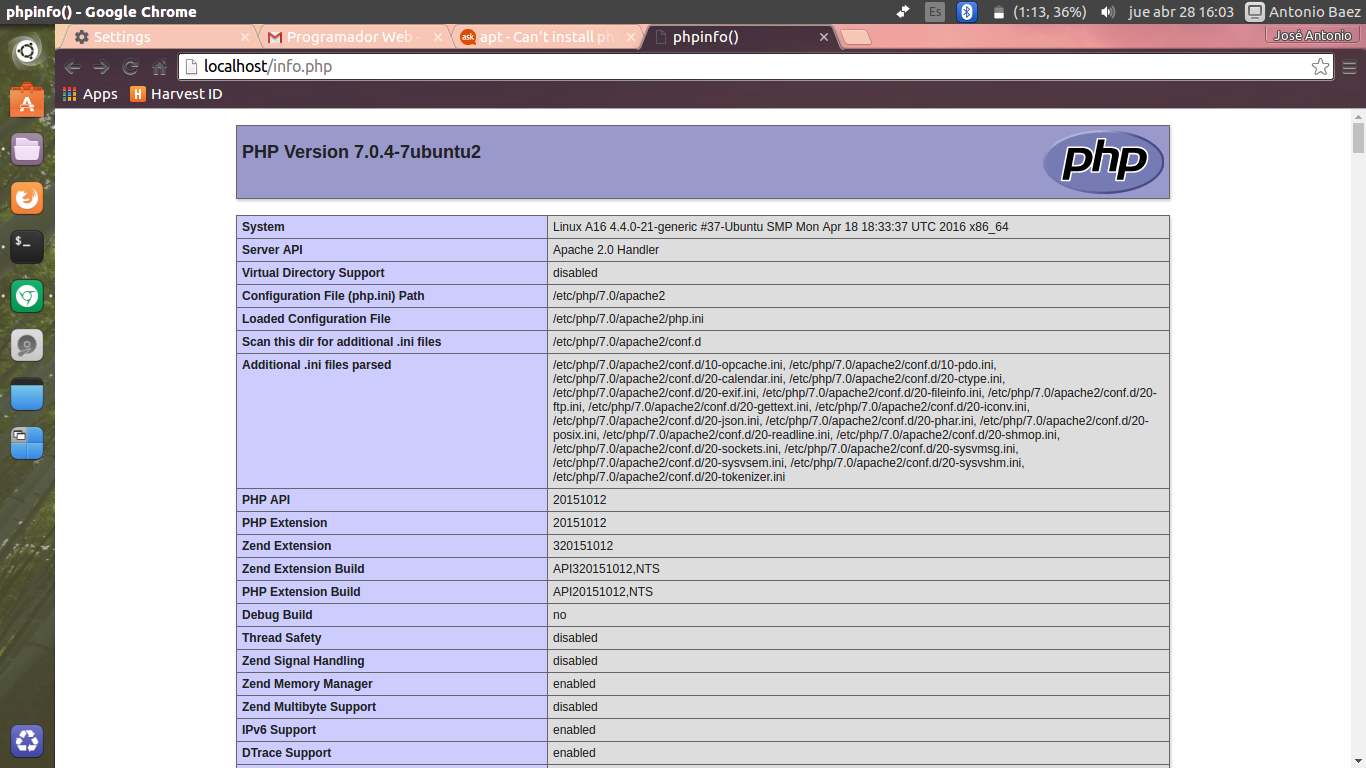 phpinfo() - Google Chrome
Es
(1:13, 36%)
jue abr 28 16:03
Antonio Baez
Settings
Programador Web -
ask
apt - Can't install ph
phpinfo()
José Antonio
localhost/info.php
Apps
H
Harvest ID
PHP Version 7.0.4-7ubuntu2
php
System
Linux A16 4.4.0-21-generic #37-Ubuntu SMP Mon Apr 18 18:33:37 UTC 2016 x86_64
Server API
Apache 2.0 Handler
Virtual Directory Support
disabled
Configuration File (php.ini) Path
/etc/php/7.0/apache2
Loaded Configuration File
/etc/php/7.0/apache2/php.ini
Scan this dir for additional .ini files
/etc/php/7.0/apache2/conf.d
Additional .ini files parsed
/etc/php/7.0/apache2/conf.d/10-opcache.ini, /etc/php/7.0/apache2/conf.d/10-pdo.ini,
/etc/php/7.0/apache2/conf.d/20-calendar.ini, /etc/php/7.0/apache2/conf.d/20-ctype.ini,
/etc/php/7.0/apache2/conf.d/20-exif.ini, /etc/php/7.0/apache2/conf.d/20-fileinfo.ini, /etc/php/7.0/apache2/conf.d/20-
ftp.ini, /etc/php/7.0/apache2/conf.d/20-gettext.ini, /etc/php/7.0/apache2/conf.d/20-iconv.ini,
/etc/php/7.0/apache2/conf.d/20-json.ini, /etc/php/7.0/apache2/conf.d/20-phar.ini, /etc/php/7.0/apache2/conf.d/20-
posix.ini, /etc/php/7.0/apache2/conf.d/20-readline.ini, /etc/php/7.0/apache2/conf.d/20-shmop.ini,
/etc/php/7.0/apache2/conf.d/20-sockets.ini, /etc/php/7.0/apache2/conf.d/20-sysvmsg.ini,
/etc/php/7.0/apache2/conf.d/20-sysvsem.ini, /etc/php/7.0/apache2/conf.d/20-sysvshm.ini,
/etc/php/7.0/apache2/conf.d/20-tokenizer.ini
PHP API
20151012
PHP Extension
20151012
Zend Extension
320151012
Zend Extension Build
API320151012,NTS
PHP Extension Build
API20151012,NTS
Debug Build
no
Thread Safety
disabled
Zend Signal Handling
disabled
Zend Memory Manager
enabled
Zend Multibyte Support
disabled
IPv6 Support
enabled
DTrace Support
enabled